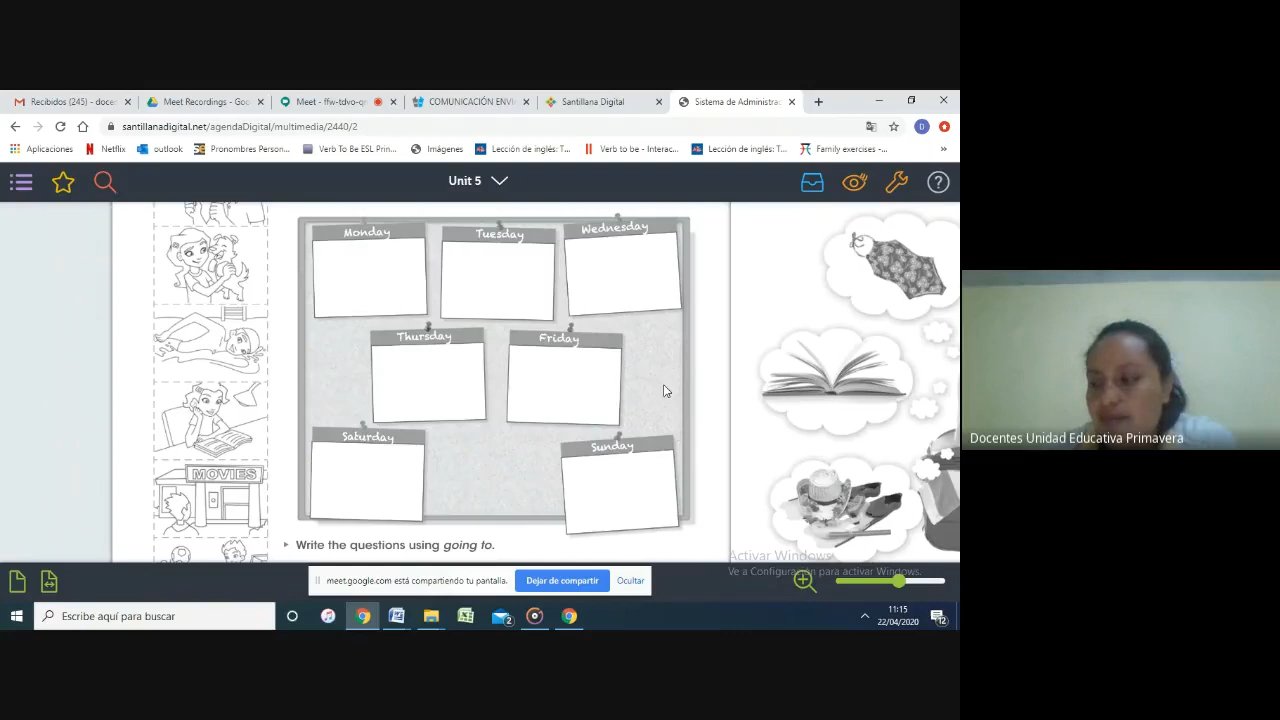 Recibidos (245) - doce
Meet Recordings - Goo
Meet - ffw-tdvo-q
COMUNICACIÓN ENVI
Santillana Digital
Sistema de Administrac
santillanadigital.net/agendaDigital/multimedia/2440/2
D
Aplicaciones
Netflix
outlook
Pronombres Person...
Verb To Be ESL Prin...
Imágenes
Lección de inglés: T...
Verb to be - Interac...
Lección de inglés: T...
Family exercises -...
»
Unit 5
Monday
Tuesday
Wednesday
Thursday
Friday
Saturday
Sunday
MOVIES
Write the questions using going to.
Activar Windows
Ve a Configuración para activar Windows.
meet.google.com está compartiendo tu pantalla.
Dejar de compartir
Ocultar
Escribe aquí para buscar
2
11:15
22/04/2020
12
Docentes Unidad Educativa Primavera